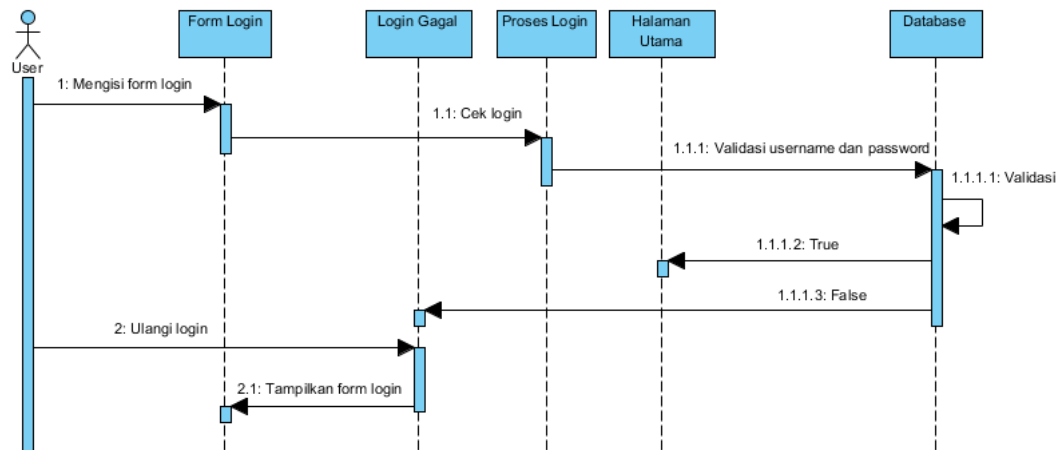 Form Login
Login Gagal
Proses Login
Halaman
Utama
Database
User
1: Mengisi form login
1.1: Cek login
1.1.1: Validasi username dan password
1.1.1.1: Validasi
1.1.1.2: True
1.1.1.3: False
2: Ulangi login
2.1: Tampilkan form login